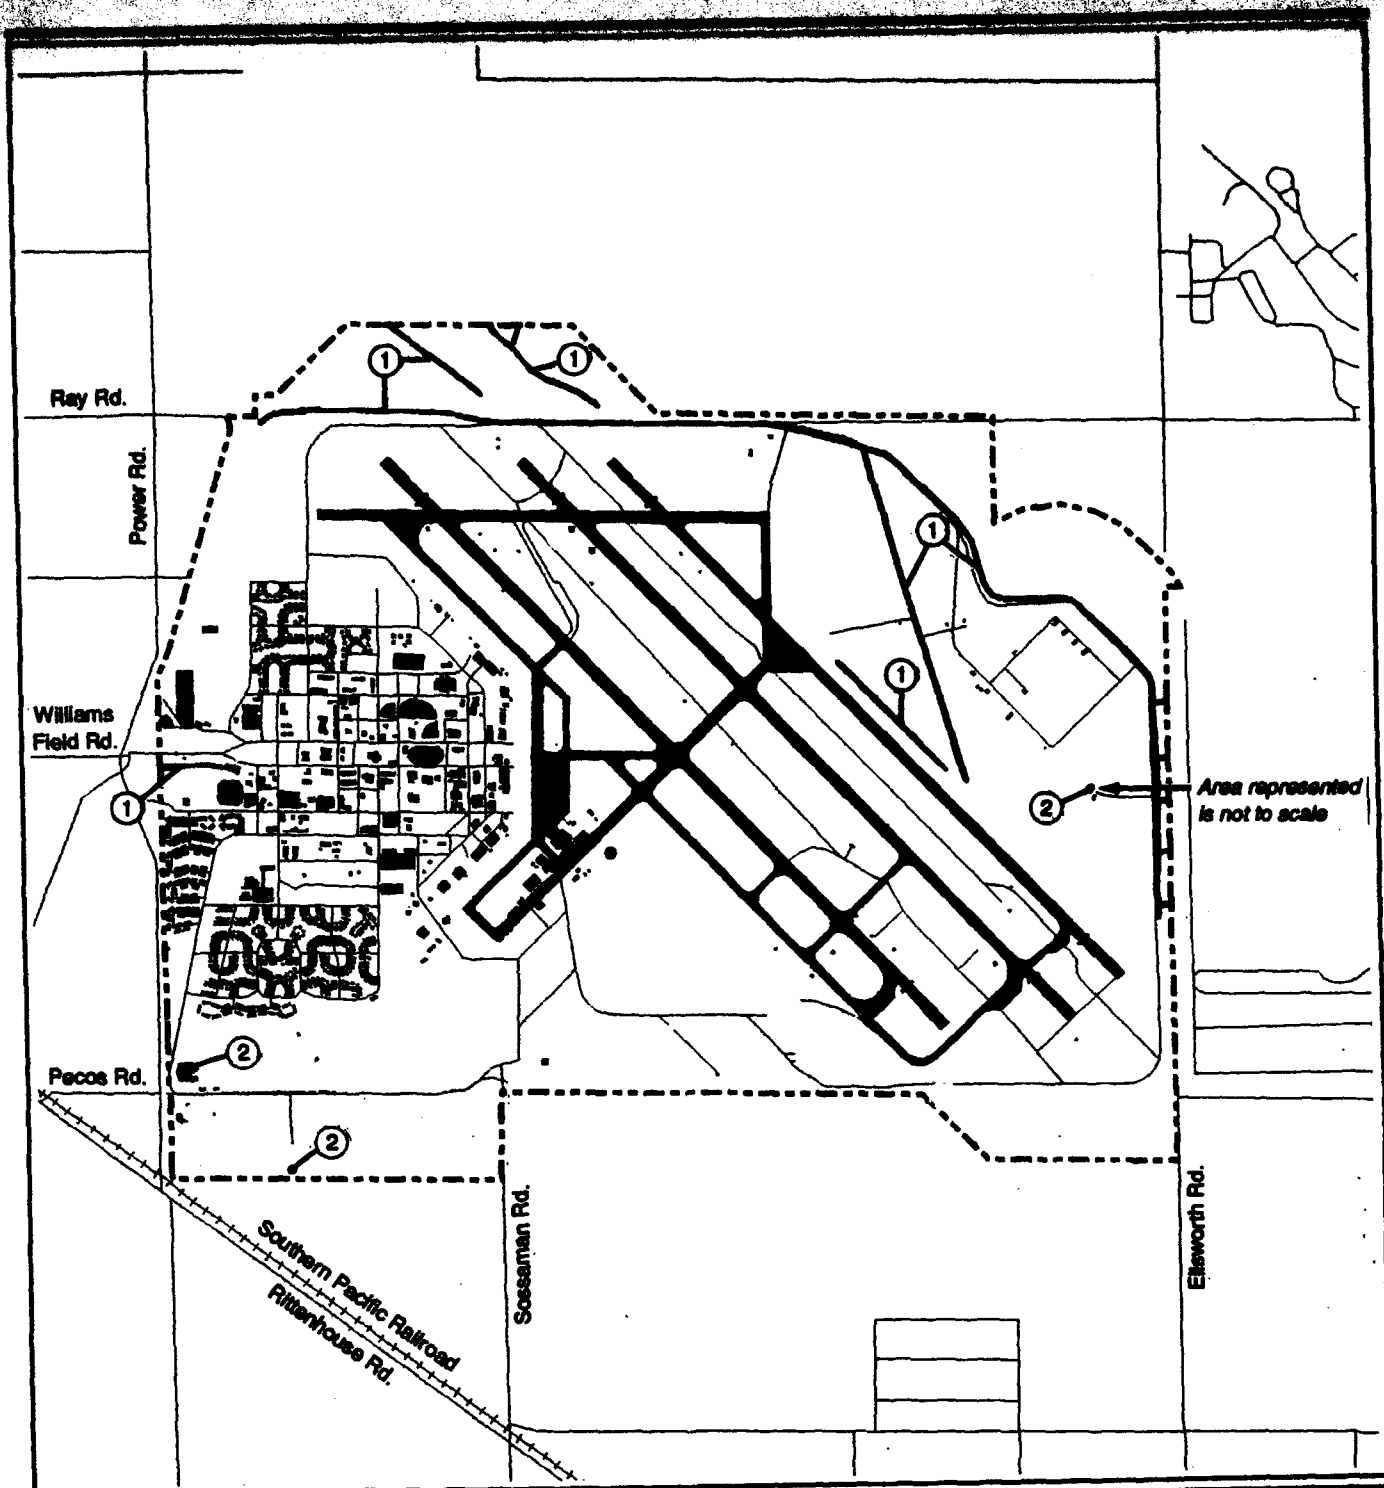 1
1
Ray Rd.
Power Rd.
1
1
Williams
Field Rd.
1
2
Area represented
is not to scale
2
Pecos Rd.
2
Sossaman Rd.
Ellsworth Rd.
Southern Pacific Railroad
Rittenhouse Rd.